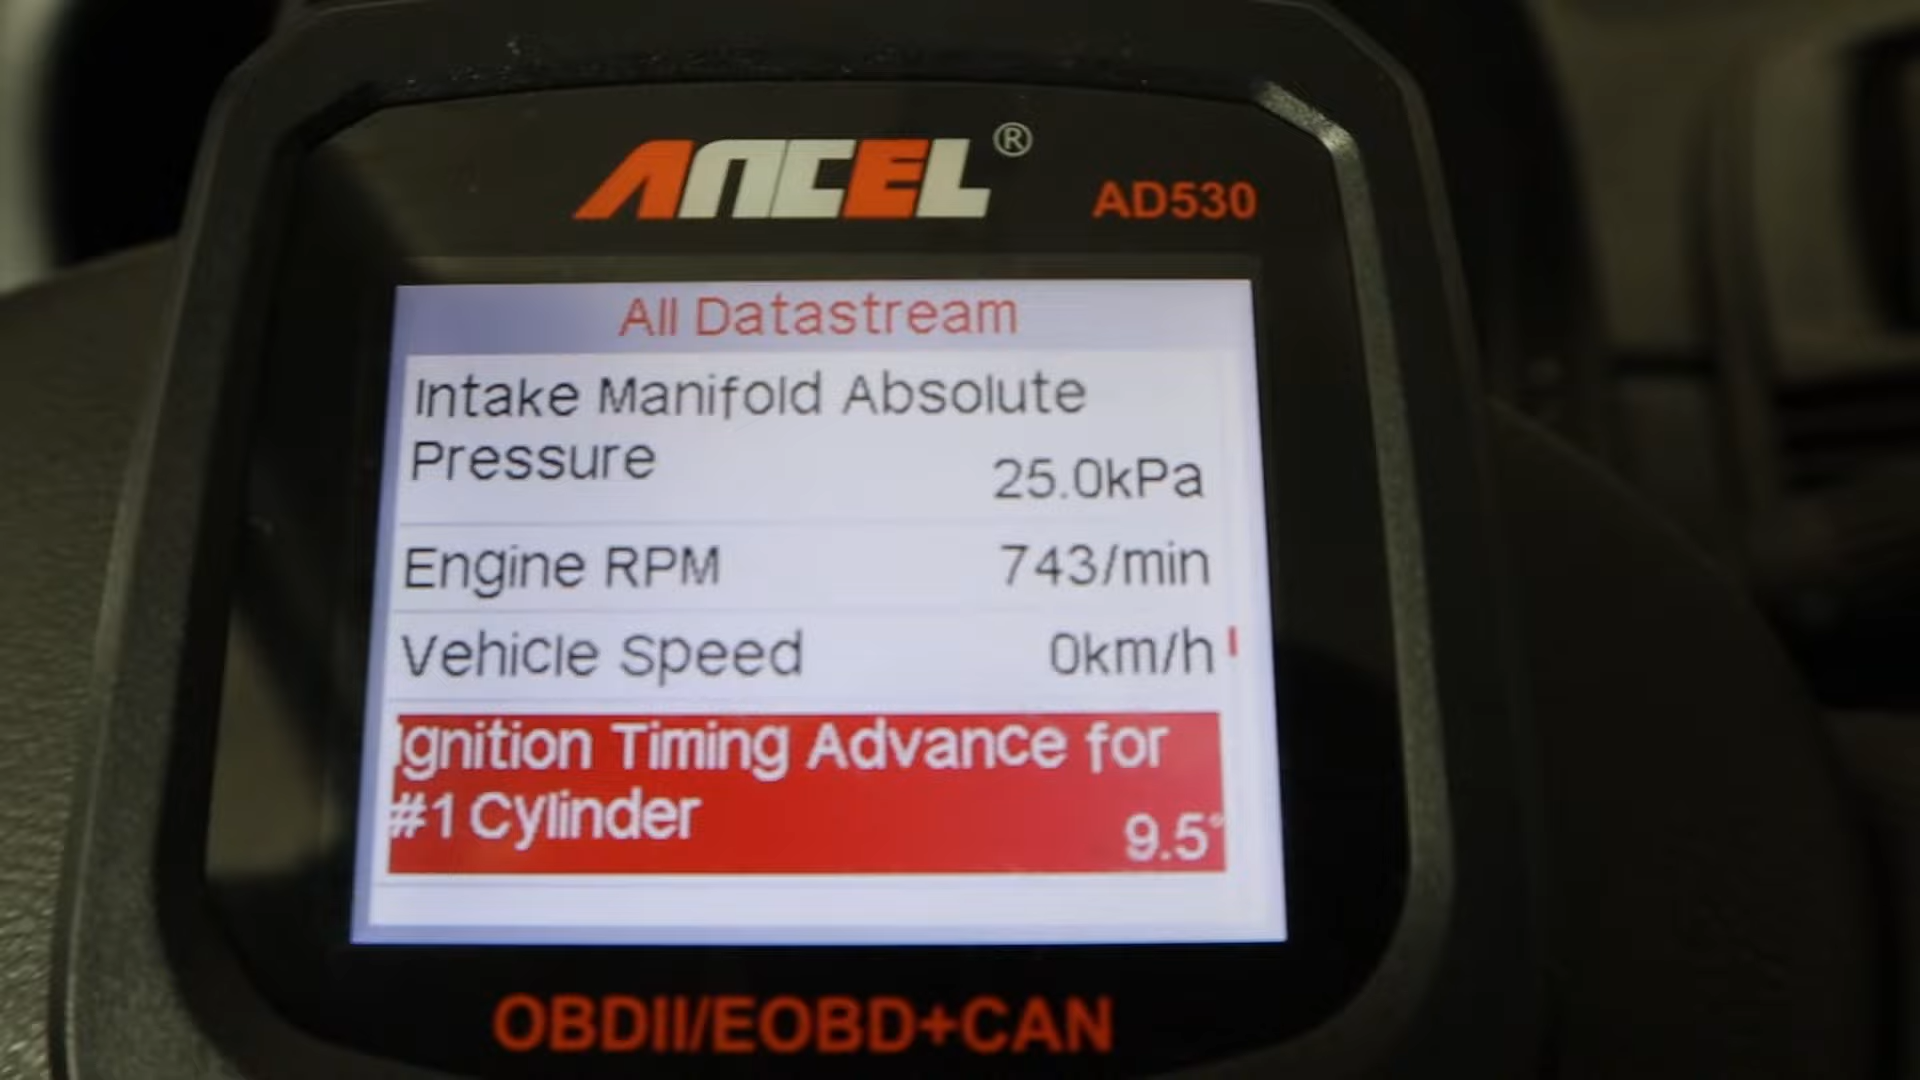 ANCEL®
AD530
All Datastream
Intake Manifold Absolute
Pressure 25.0kPa
Engine RPM 743/min
Vehicle Speed 0km/h
Ignition Timing Advance for
#1 Cylinder 9.5°
OBDII/EOBD+CAN